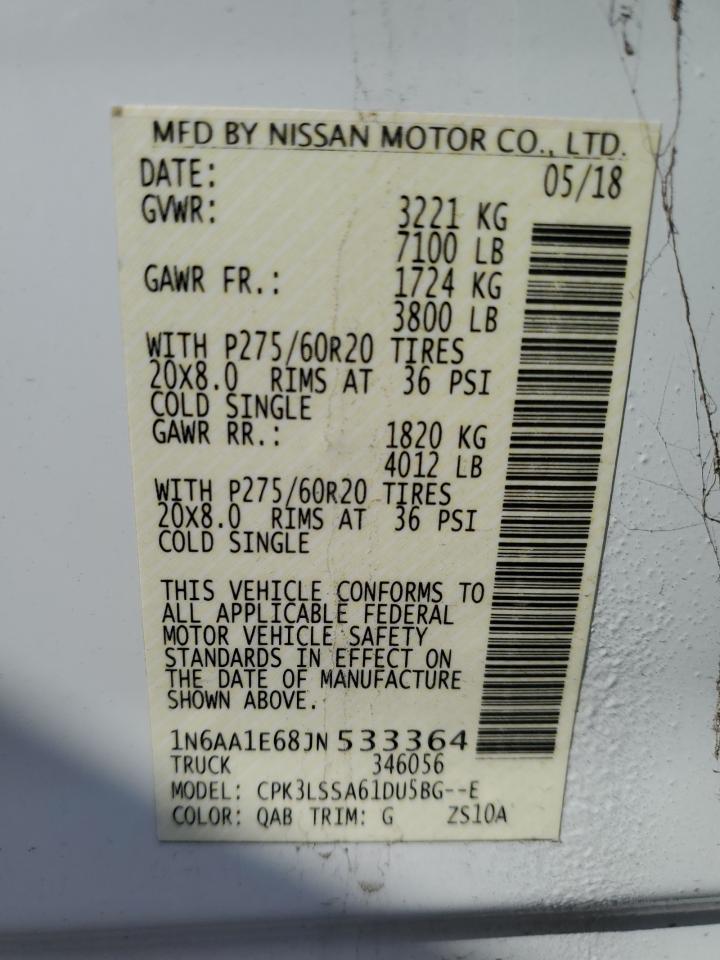 MFD BY NISSAN MOTOR CO., LTD.
DATE: 05/18
GVWR: 3221 KG
7100 LB
GAWR FR.: 1724 KG
3800 LB
WITH P275/60R20 TIRES
20X8.0 RIMS AT 36 PSI
COLD SINGLE
GAWR RR.: 1820 KG
4012 LB
WITH P275/60R20 TIRES
20X8.0 RIMS AT 36 PSI
COLD SINGLE
THIS VEHICLE CONFORMS TO
ALL APPLICABLE FEDERAL
MOTOR VEHICLE SAFETY
STANDARDS IN EFFECT ON
THE DATE OF MANUFACTURE
SHOWN ABOVE.
1N6AA1E68JN533364
TRUCK 346056
MODEL: CPK3LSSA61DU5BG--E
COLOR: QAB TRIM: G ZS10A